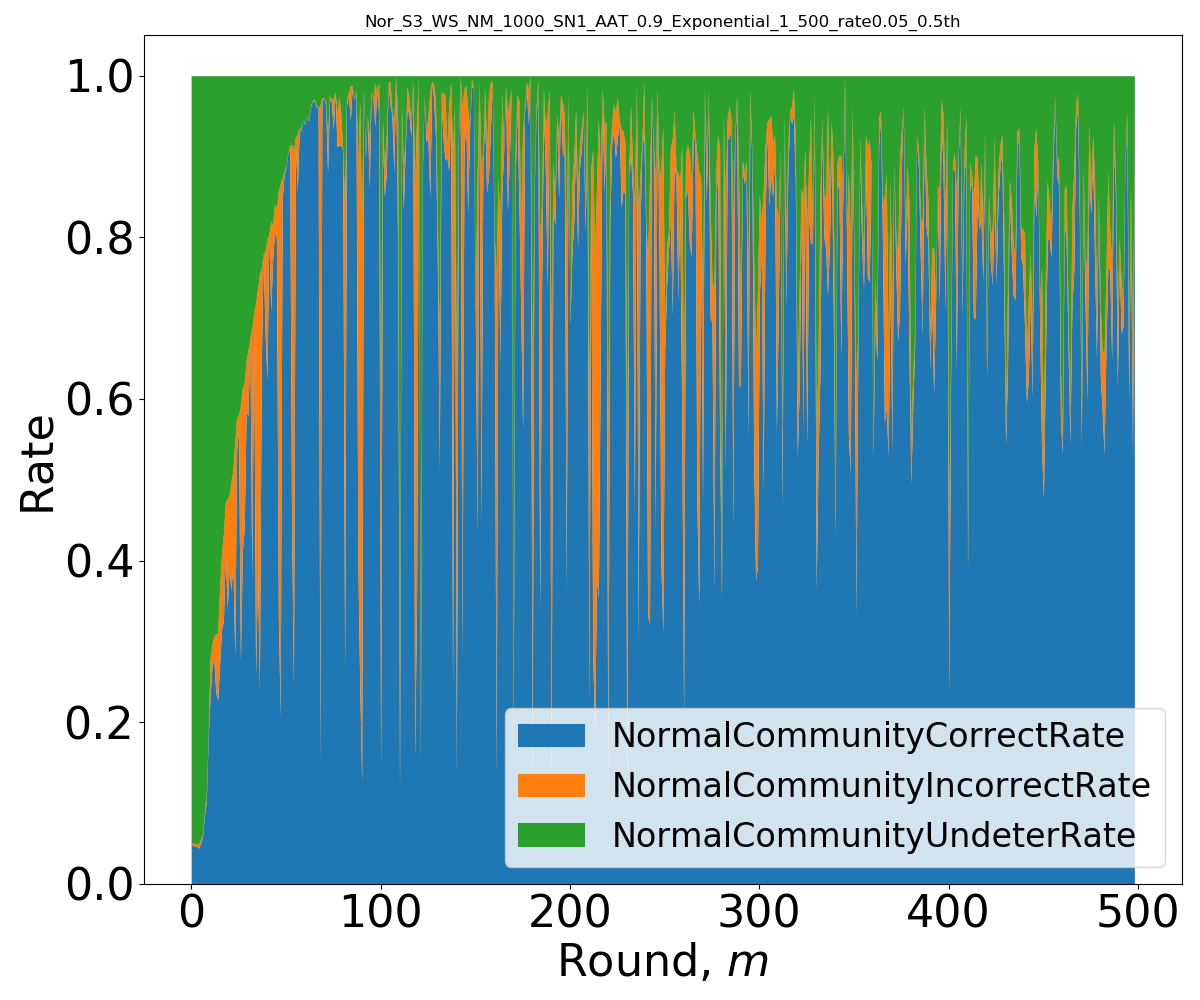 Nor_S3_WS_NM_1000_SN1_AAT_0.9_Exponential_1_500_rate0.05_0.5th
1.0
0.8
0.6
0.4
0.2
0.0
Rate
NormalCommunityCorrectRate
NormalCommunityIncorrectRate
NormalCommunityUndeterRate
0 100 200 300 400 500
Round, m